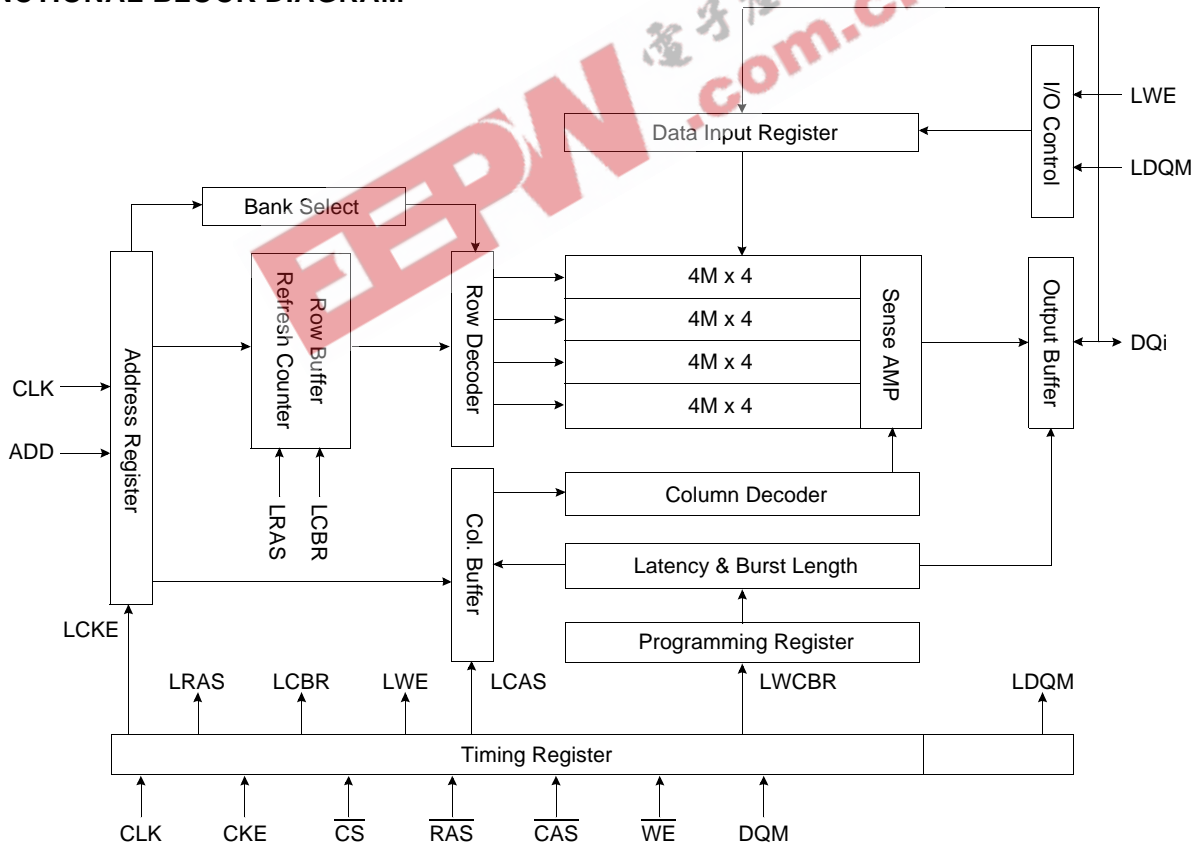 FUNCTIONAL BLOCK DIAGRAM
電子產
.com.c
EEPW
I/O Control
LWE
LDQM
Data Input Register
Bank Select
Address Register
Refresh Counter
Row Buffer
Row Decoder
4M x 4
4M x 4
4M x 4
4M x 4
Sense AMP
Output Buffer
DQi
CLK
ADD
LRAS
LCBR
Col. Buffer
Column Decoder
Latency & Burst Length
Programming Register
LCKE
LRAS
LCBR
LWE
LCAS
LWCBR
LDQM
Timing Register
CLK
CKE
CS
RAS
CAS
WE
DQM